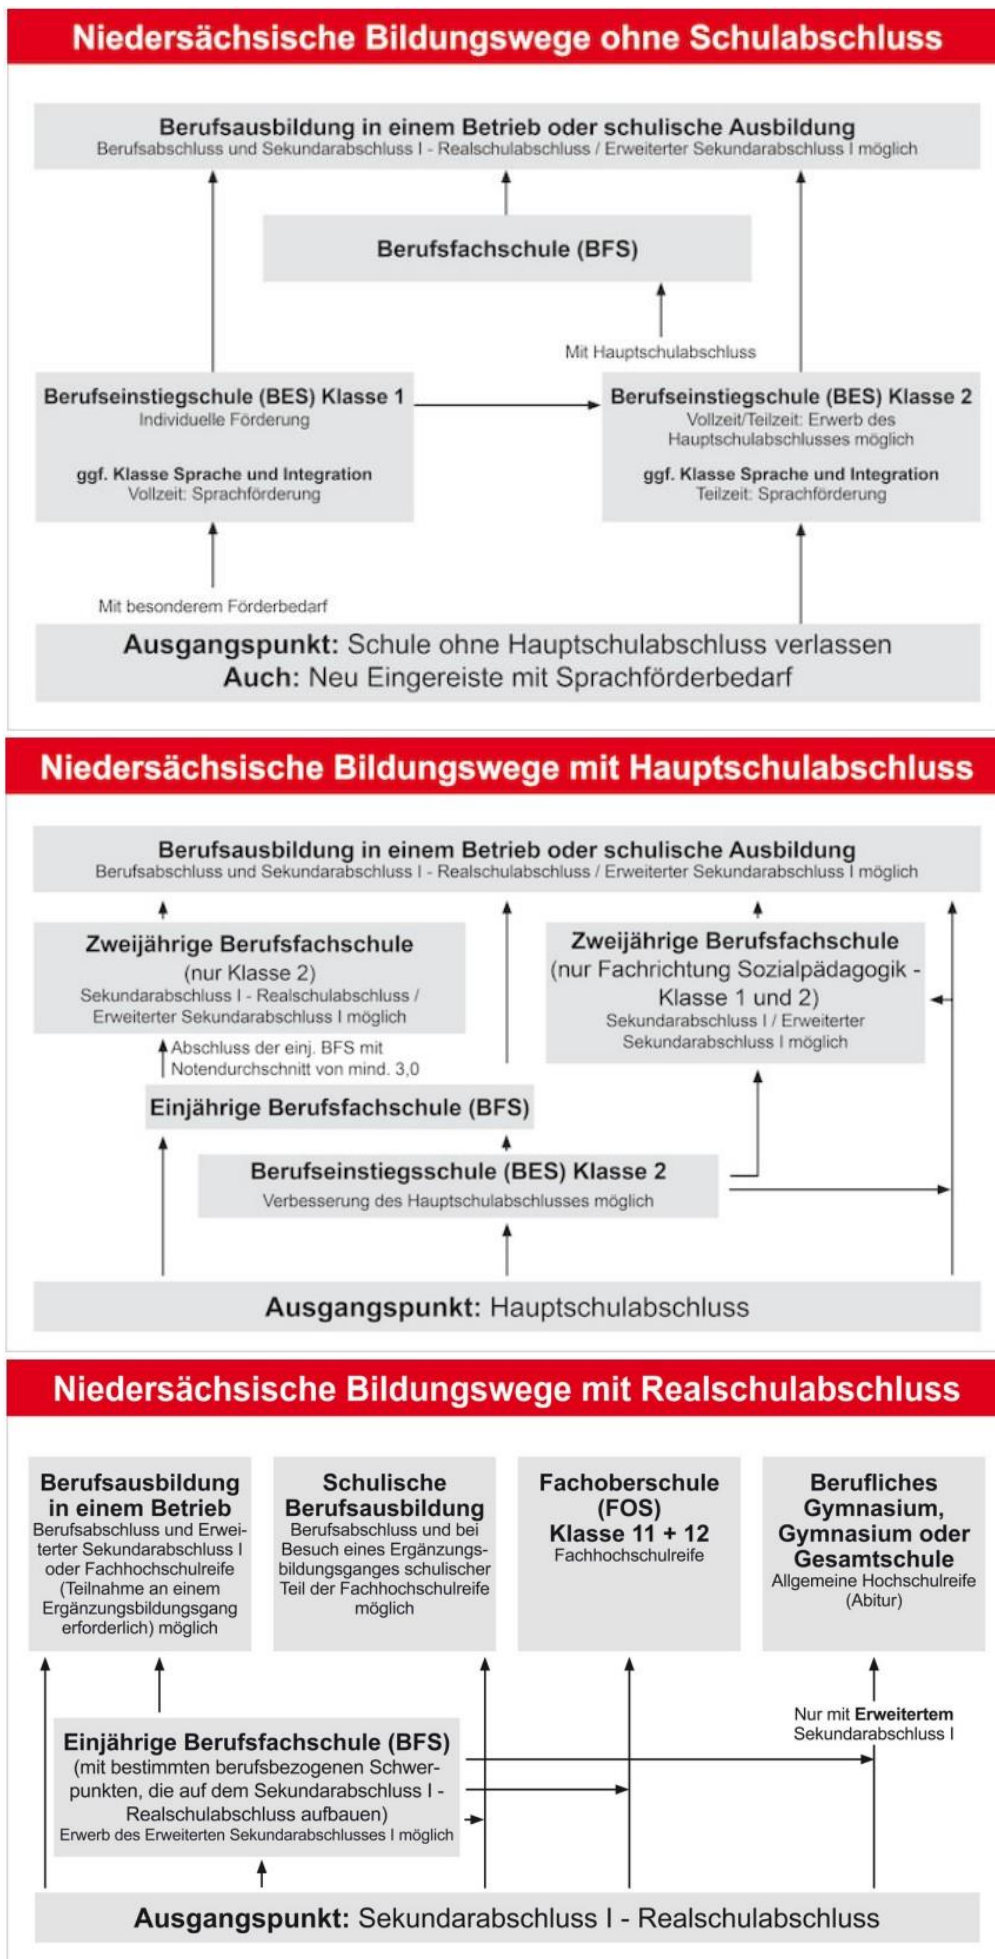 Niedersächsische Bildungswege ohne Schulabschluss
Berufsausbildung in einem Betrieb oder schulische Ausbildung
Berufsabschluss und Sekundarabschluss I - Realschulabschluss / Erweiterter Sekundarabschluss I möglich
Berufsfachschule (BFS)
Mit Hauptschulabschluss
Berufseinstiegschule (BES) Klasse 1
Individuelle Förderung
ggf. Klasse Sprache und Integration
Vollzeit: Sprachförderung
Berufseinstiegschule (BES) Klasse 2
Vollzeit/Teilzeit: Erwerb des
Hauptschulabschlusses möglich
ggf. Klasse Sprache und Integration
Teilzeit: Sprachförderung
Mit besonderem Förderbedarf
Ausgangspunkt: Schule ohne Hauptschulabschluss verlassen
Auch: Neu Eingereiste mit Sprachförderbedarf
Niedersächsische Bildungswege mit Hauptschulabschluss
Berufsausbildung in einem Betrieb oder schulische Ausbildung
Berufsabschluss und Sekundarabschluss I - Realschulabschluss / Erweiterter Sekundarabschluss I möglich
Zweijährige Berufsfachschule
(nur Klasse 2)
Sekundarabschluss I - Realschulabschluss /
Erweiterter Sekundarabschluss I möglich
Zweijährige Berufsfachschule
(nur Fachrichtung Sozialpädagogik -
Klasse 1 und 2)
Sekundarabschluss I / Erweiterter
Sekundarabschluss I möglich
Abschluss der einj. BFS mit
Notendurchschnitt von mind. 3,0
Einjährige Berufsfachschule (BFS)
Berufseinstiegsschule (BES) Klasse 2
Verbesserung des Hauptschulabschlusses möglich
Ausgangspunkt: Hauptschulabschluss
Niedersächsische Bildungswege mit Realschulabschluss
Berufsausbildung
in einem Betrieb
Berufsabschluss und Erwei-
terter Sekundarabschluss I
oder Fachhochschulreife
(Teilnahme an einem
Ergänzungsbildungsgang
erforderlich) möglich
Schulische
Berufsausbildung
Berufsabschluss und bei
Besuch eines Ergänzungs-
bildungsganges schulischer
Teil der Fachhochschulreife
möglich
Fachoberschule
(FOS)
Klasse 11 + 12
Fachhochschulreife
Berufliches
Gymnasium,
Gymnasium oder
Gesamtschule
Allgemeine Hochschulreife
(Abitur)
Nur mit Erweitertem
Sekundarabschluss I
Einjährige Berufsfachschule (BFS)
(mit bestimmten berufsbezogenen Schwer-
punkten, die auf dem Sekundarabschluss I -
Realschulabschluss aufbauen)
Erwerb des Erweiterten Sekundarabschlusses I möglich
Ausgangspunkt: Sekundarabschluss I - Realschulabschluss